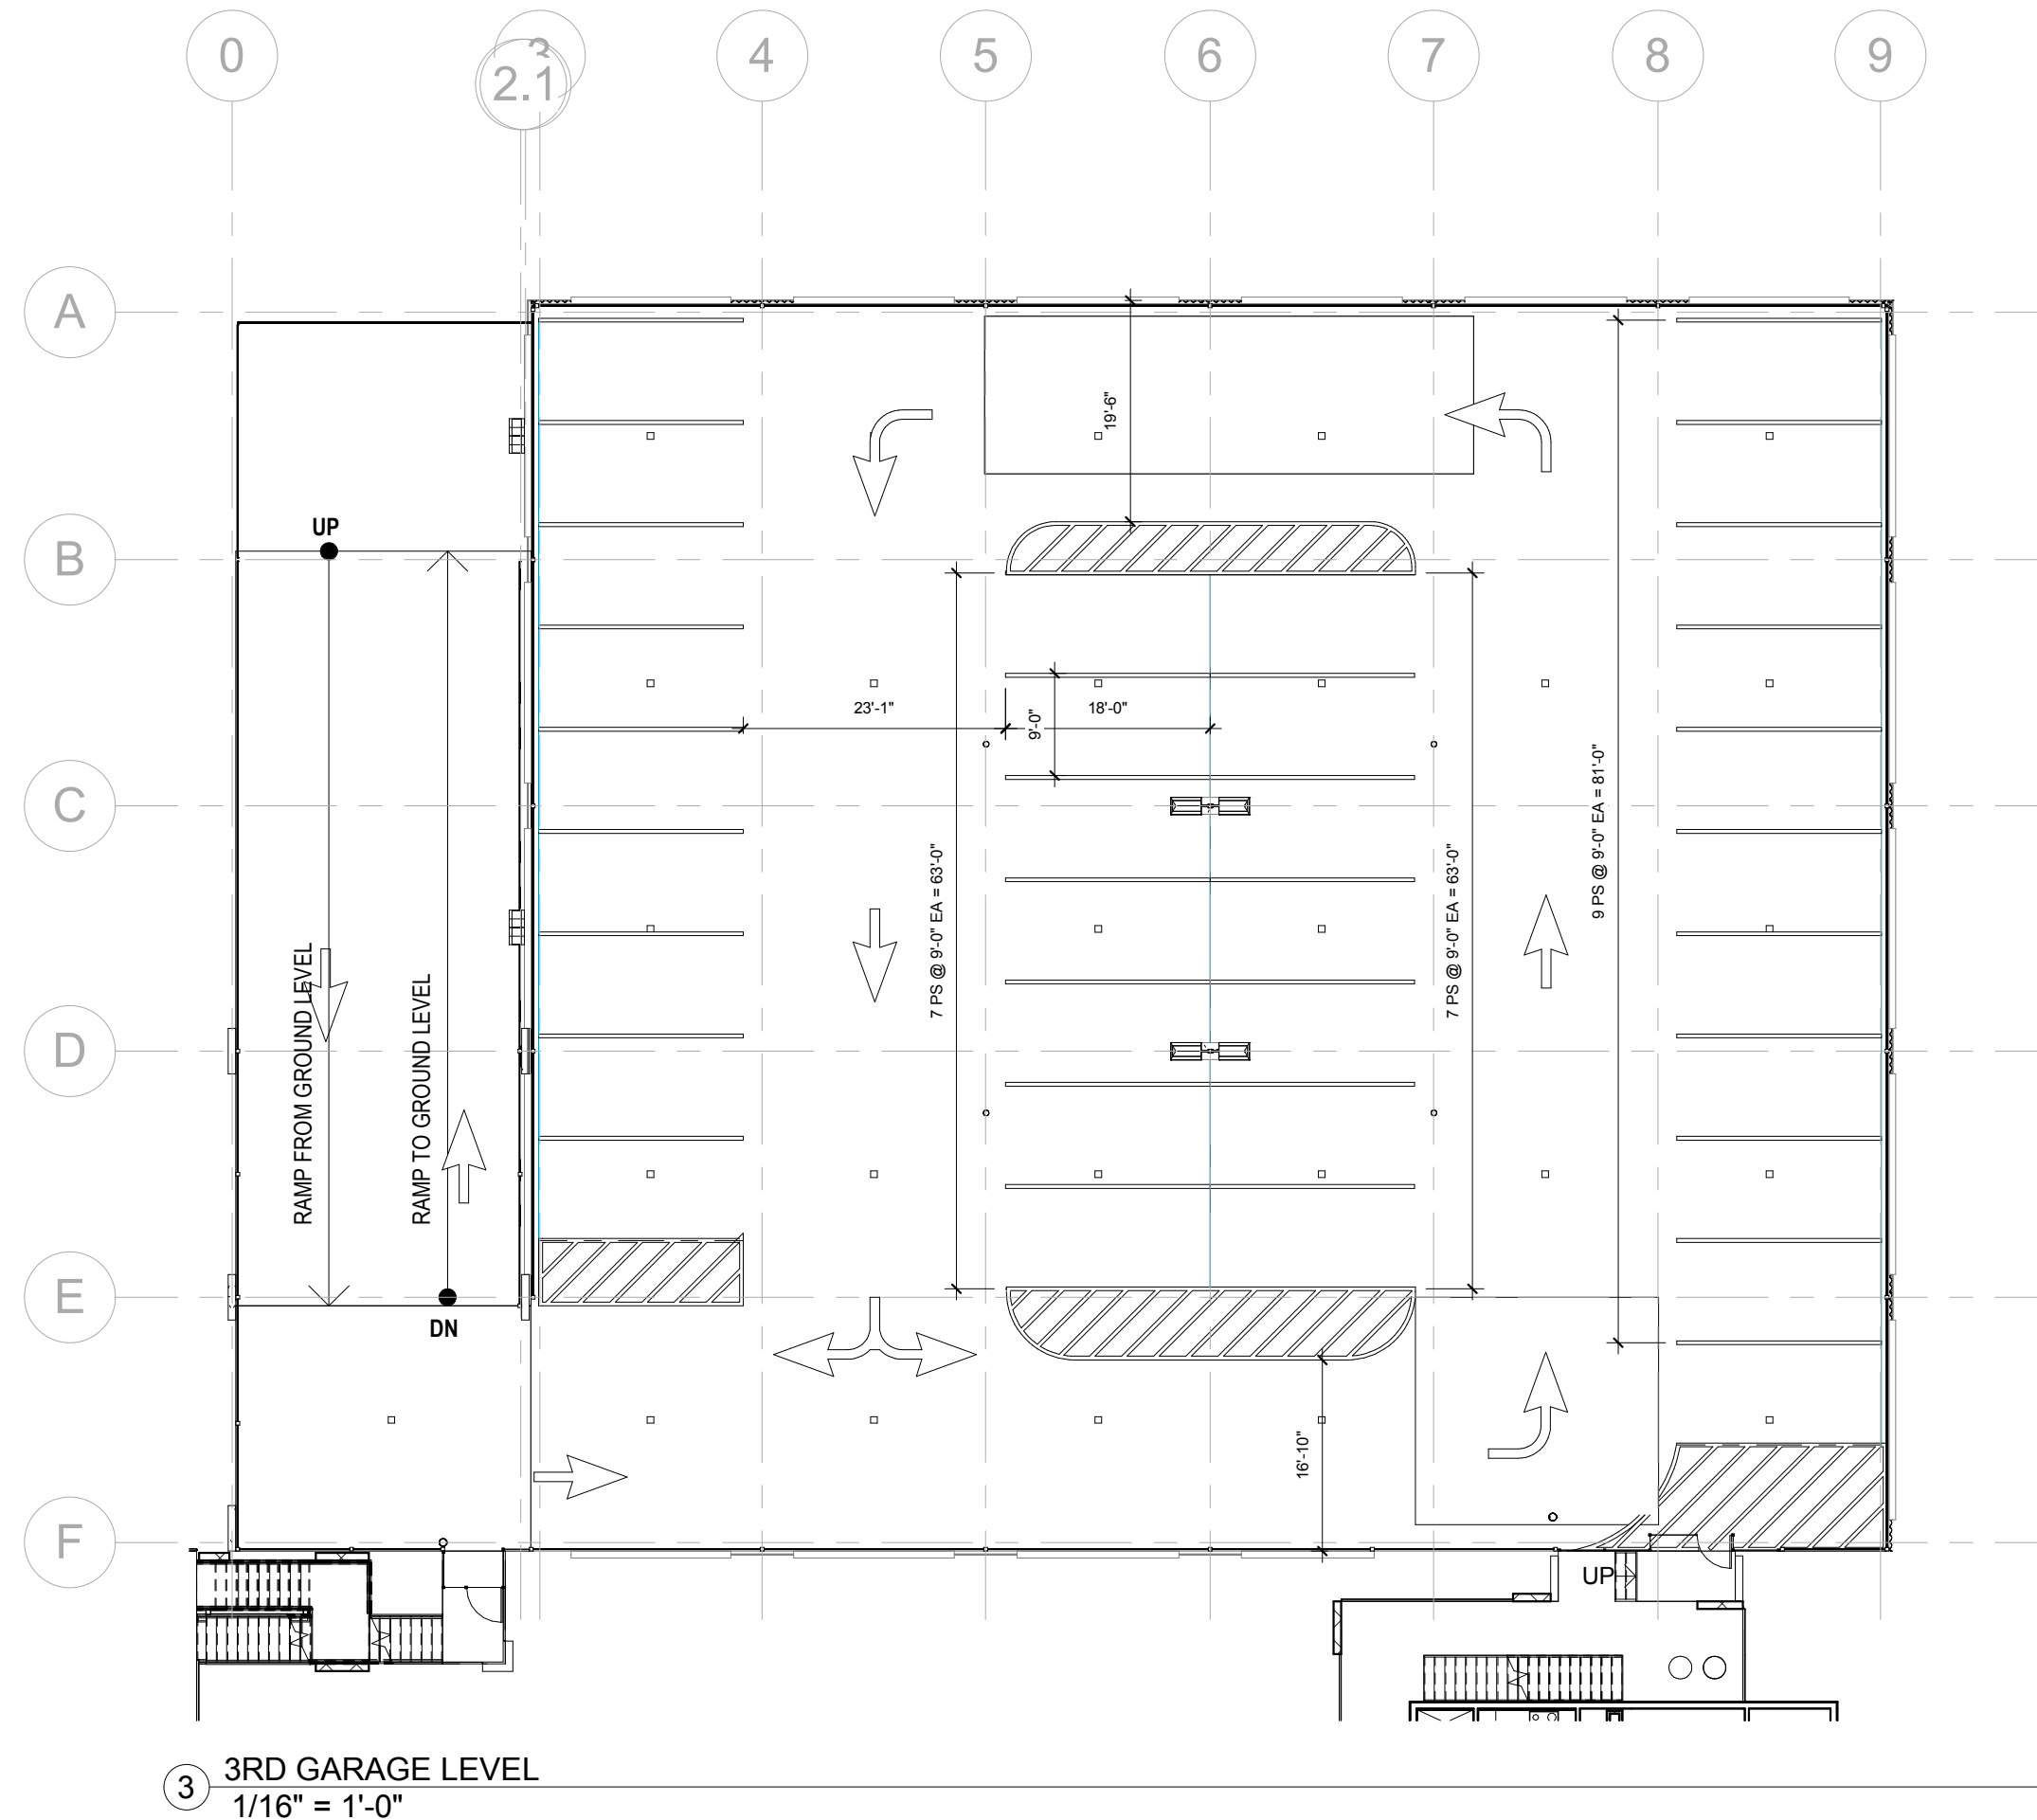 0
3
2.1
4
5
6
7
8
9
A
B
C
D
E
F
19'-6"
UP
23'-1"
9'-0"
18'-0"
7 PS @ 9'-0" EA = 63'-0"
7 PS @ 9'-0" EA = 63'-0"
9 PS @ 9'-0" EA = 81'-0"
RAMP FROM GROUND LEVEL
RAMP TO GROUND LEVEL
DN
16'-10"
UP
3
3RD GARAGE LEVEL
1/16" = 1'-0"